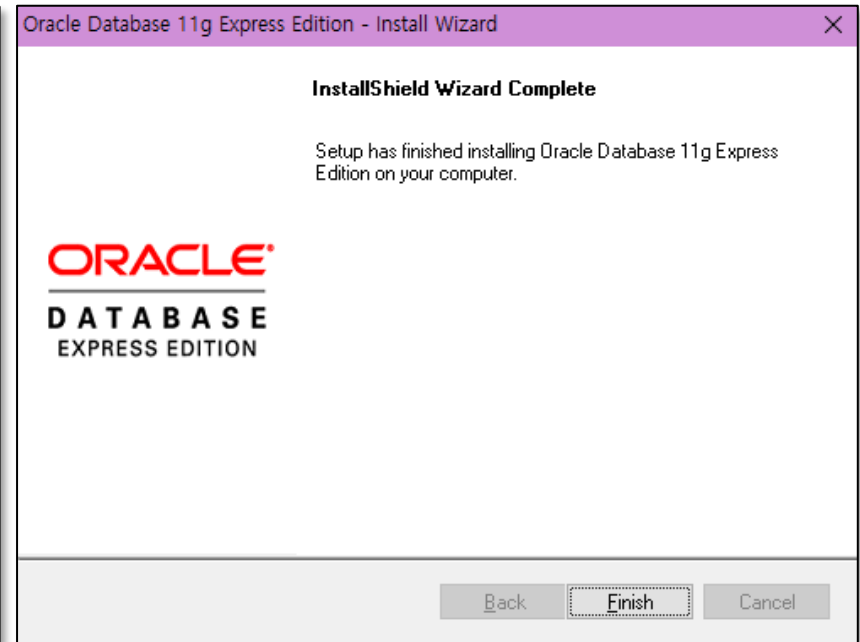 Oracle Database 11g Express Edition - Install Wizard
InstallShield Wizard Complete
Setup has finished installing Oracle Database 11g Express
Edition on your computer.
ORACLE
DATABASE
EXPRESS EDITION
Back Finish Cancel